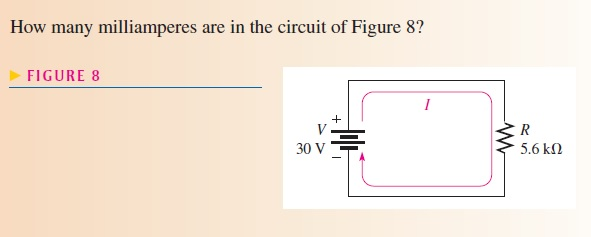 How many milliamperes are in the circuit of Figure 8?
FIGURE 8
I
+
V
30 V
–
R
5.6 kΩ